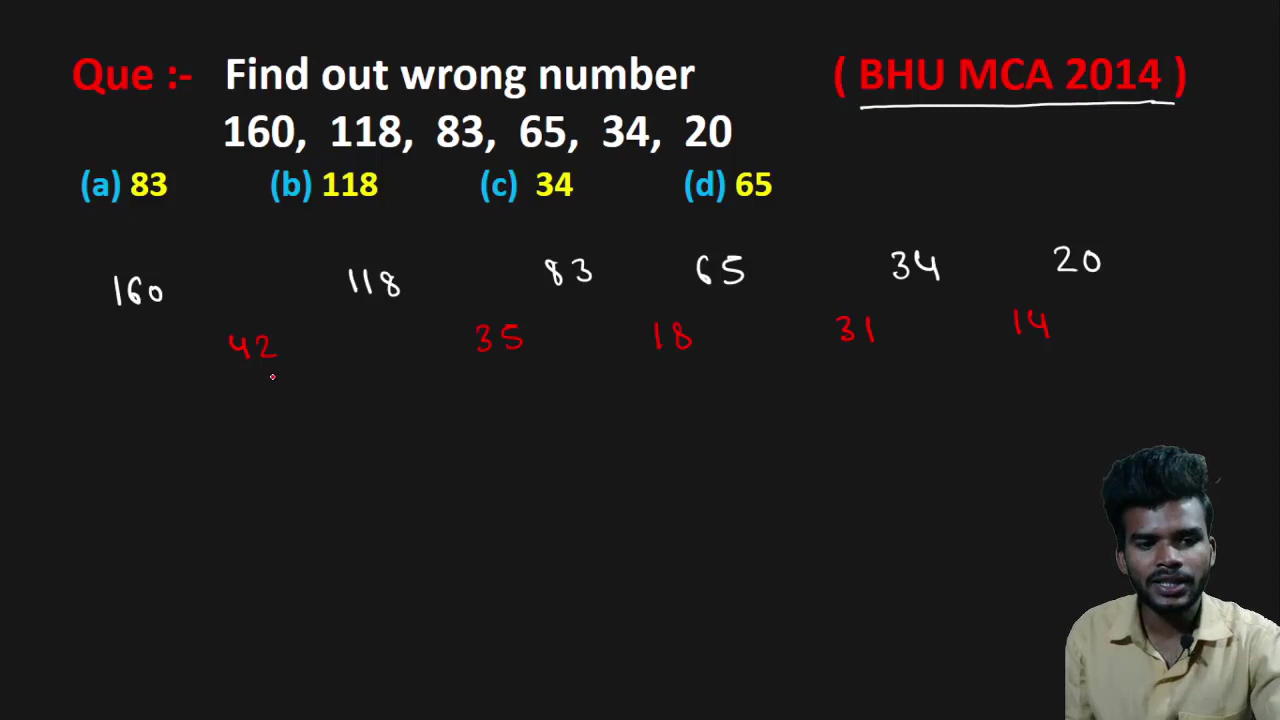 Que :- Find out wrong number ( BHU MCA 2014 )
160, 118, 83, 65, 34, 20
(a) 83 (b) 118 (c) 34 (d) 65
160 118 83 65 34 20
42 35 18 31 14